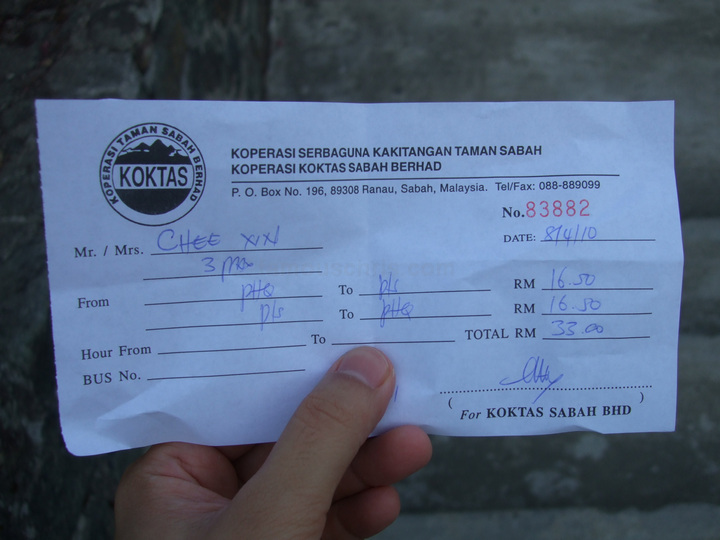 KOPERASI TAMAN SABAH BERHAD
KOKTAS
KOPERASI SERBAGUNA KAKITANGAN TAMAN SABAH
KOPERASI KOKTAS SABAH BERHAD
P. O. Box No. 196, 89308 Ranau, Sabah, Malaysia. Tel/Fax: 088-889099
No.83882
DATE: 8/4/10
Mr. / Mrs. CHEE
3
From PHQ To RM 16.50
To PHQ RM 16.50
TOTAL RM 33.00
Hour From To
BUS No.
( )
For KOKTAS SABAH BHD